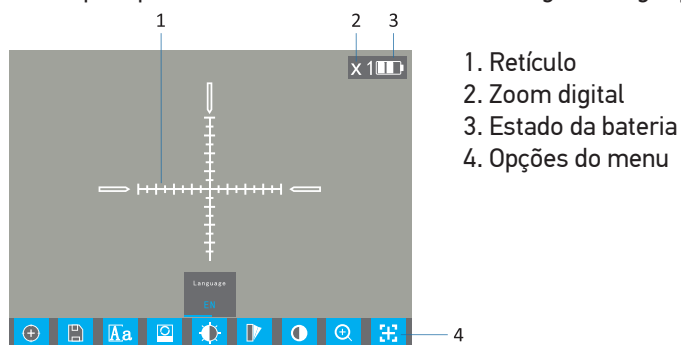 1
2
3
X 1
1. Retículo
2. Zoom digital
3. Estado da bateria
4. Opções do menu
Language
EN
Aa
4